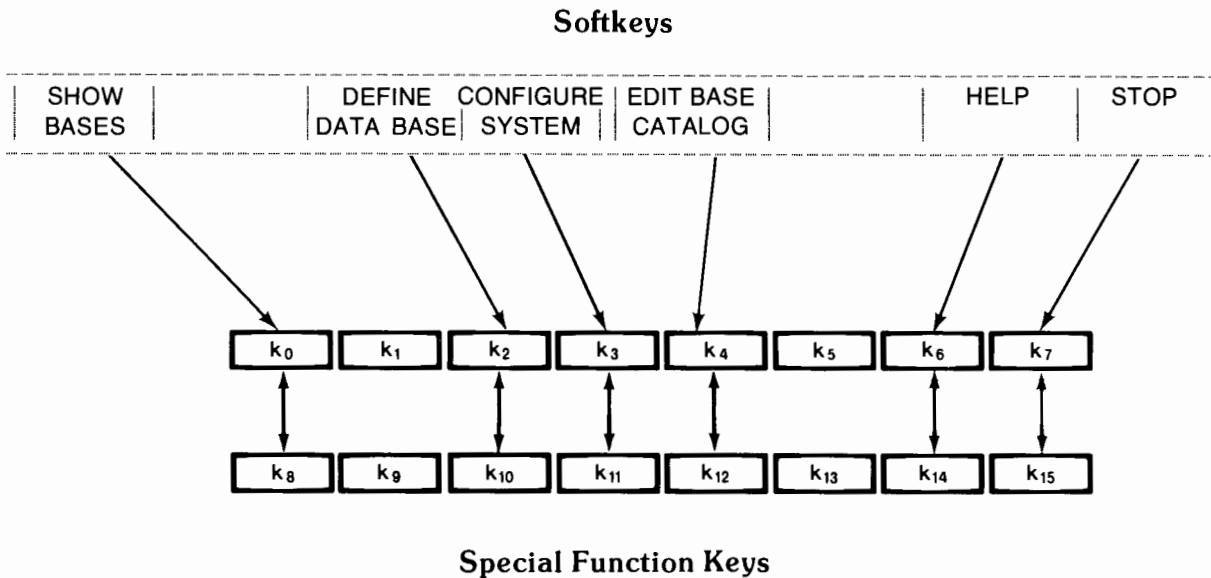 Softkeys
SHOW DEFINE CONFIGURE EDIT BASE HELP STOP
BASES DATA BASE SYSTEM CATALOG
k0 k1 k2 k3 k4 k5 k6 k7
k8 k9 k10 k11 k12 k13 k14 k15
Special Function Keys